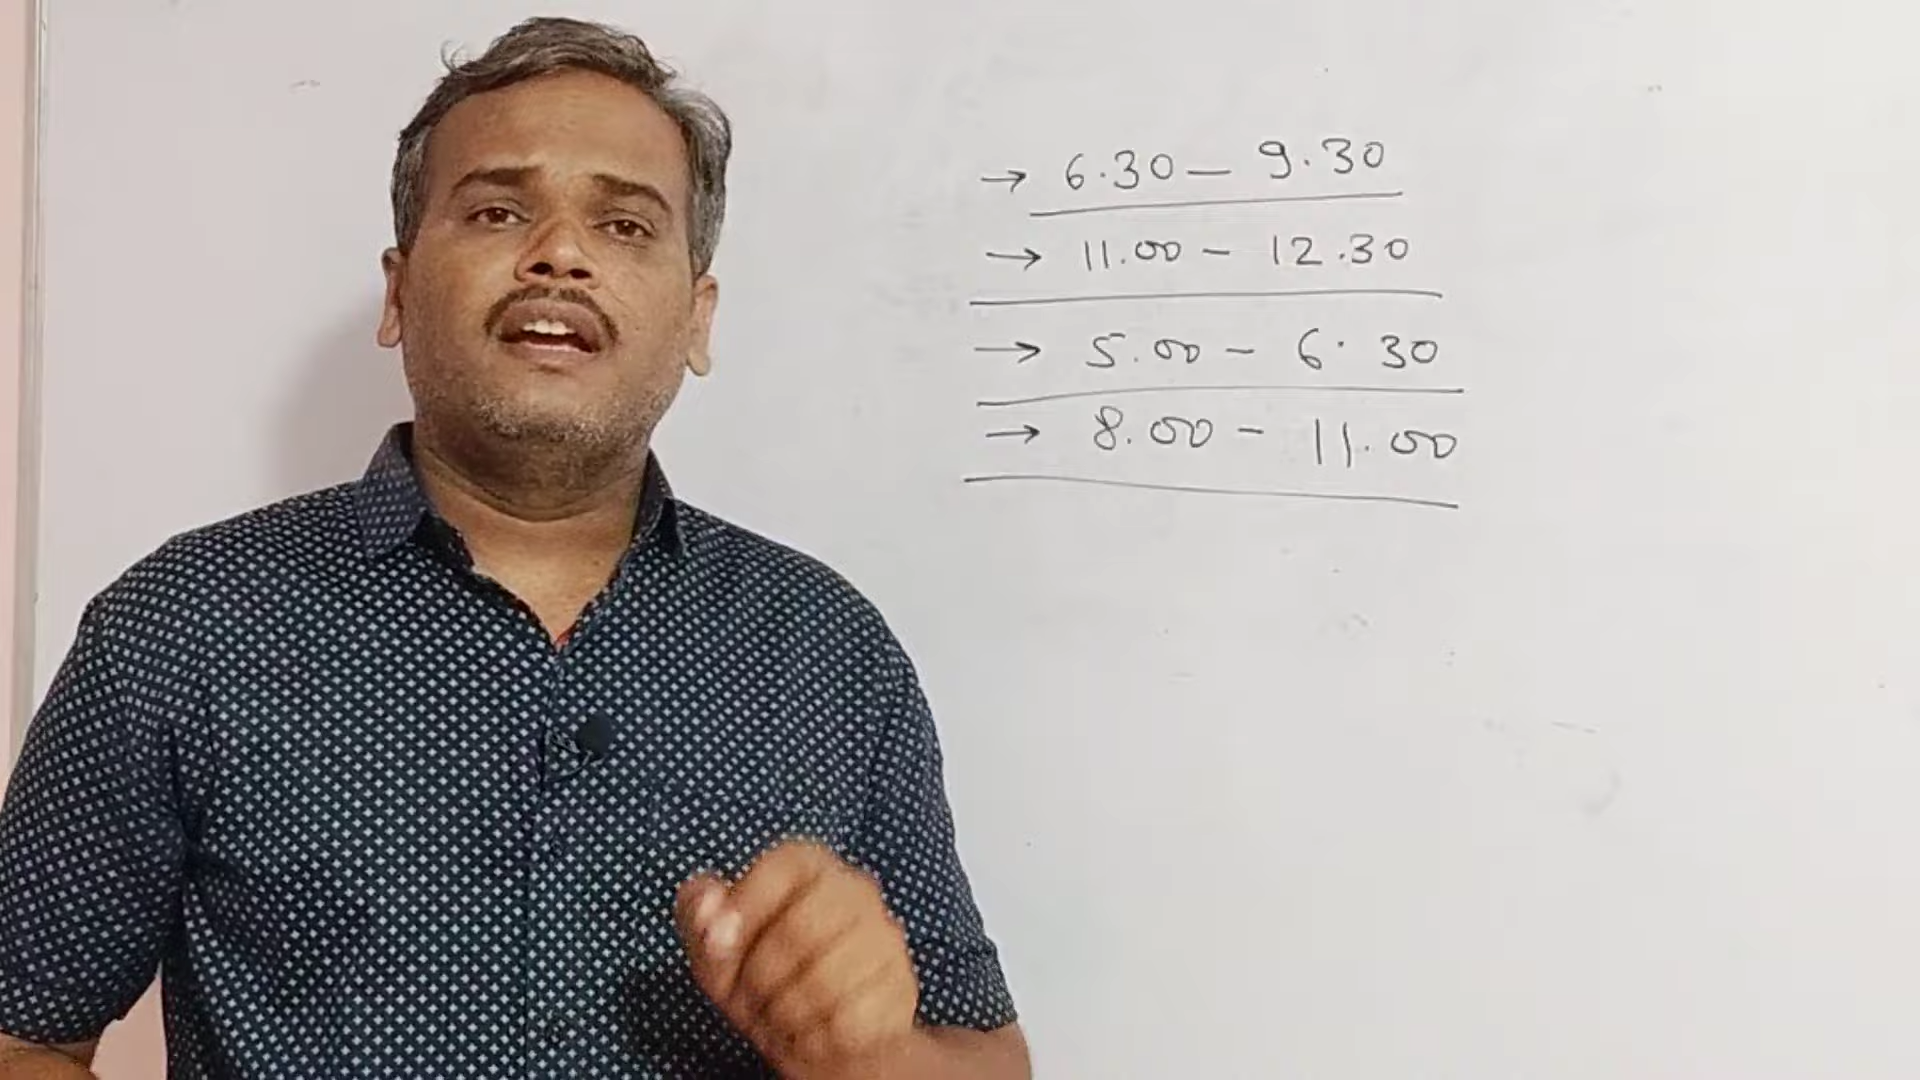 → 6.30 – 9.30
→ 11.00 – 12.30
→ 5.00 – 6.30
→ 8.00 – 11.00